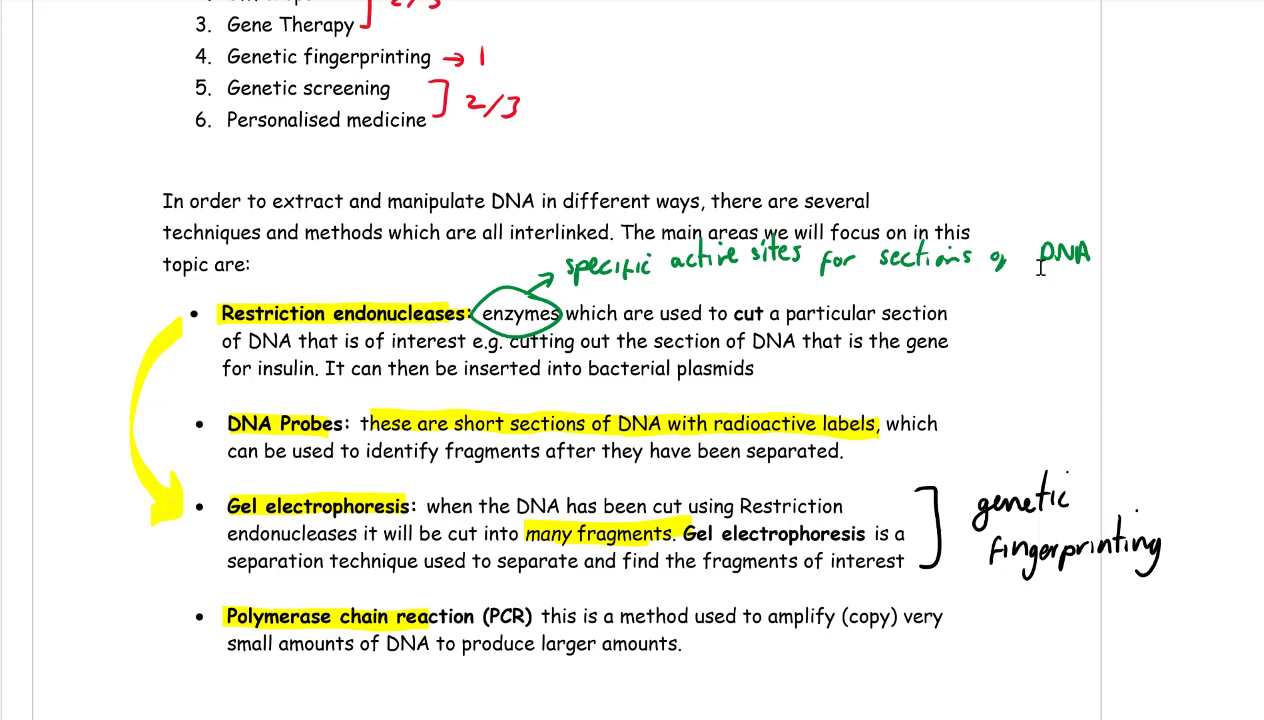 3. Gene Therapy
4. Genetic fingerprinting → 1
5. Genetic screening
2/3
6. Personalised medicine
In order to extract and manipulate DNA in different ways, there are several
techniques and methods which are all interlinked. The main areas we will focus on in this
topic are:
specific active sites for sections of DNA
• Restriction endonucleases: enzymes which are used to cut a particular section
of DNA that is of interest e.g. cutting out the section of DNA that is the gene
for insulin. It can then be inserted into bacterial plasmids
• DNA Probes: these are short sections of DNA with radioactive labels, which
can be used to identify fragments after they have been separated.
• Gel electrophoresis: when the DNA has been cut using Restriction
endonucleases it will be cut into many fragments. Gel electrophoresis is a
separation technique used to separate and find the fragments of interest
genetic
fingerprinting
• Polymerase chain reaction (PCR) this is a method used to amplify (copy) very
small amounts of DNA to produce larger amounts.